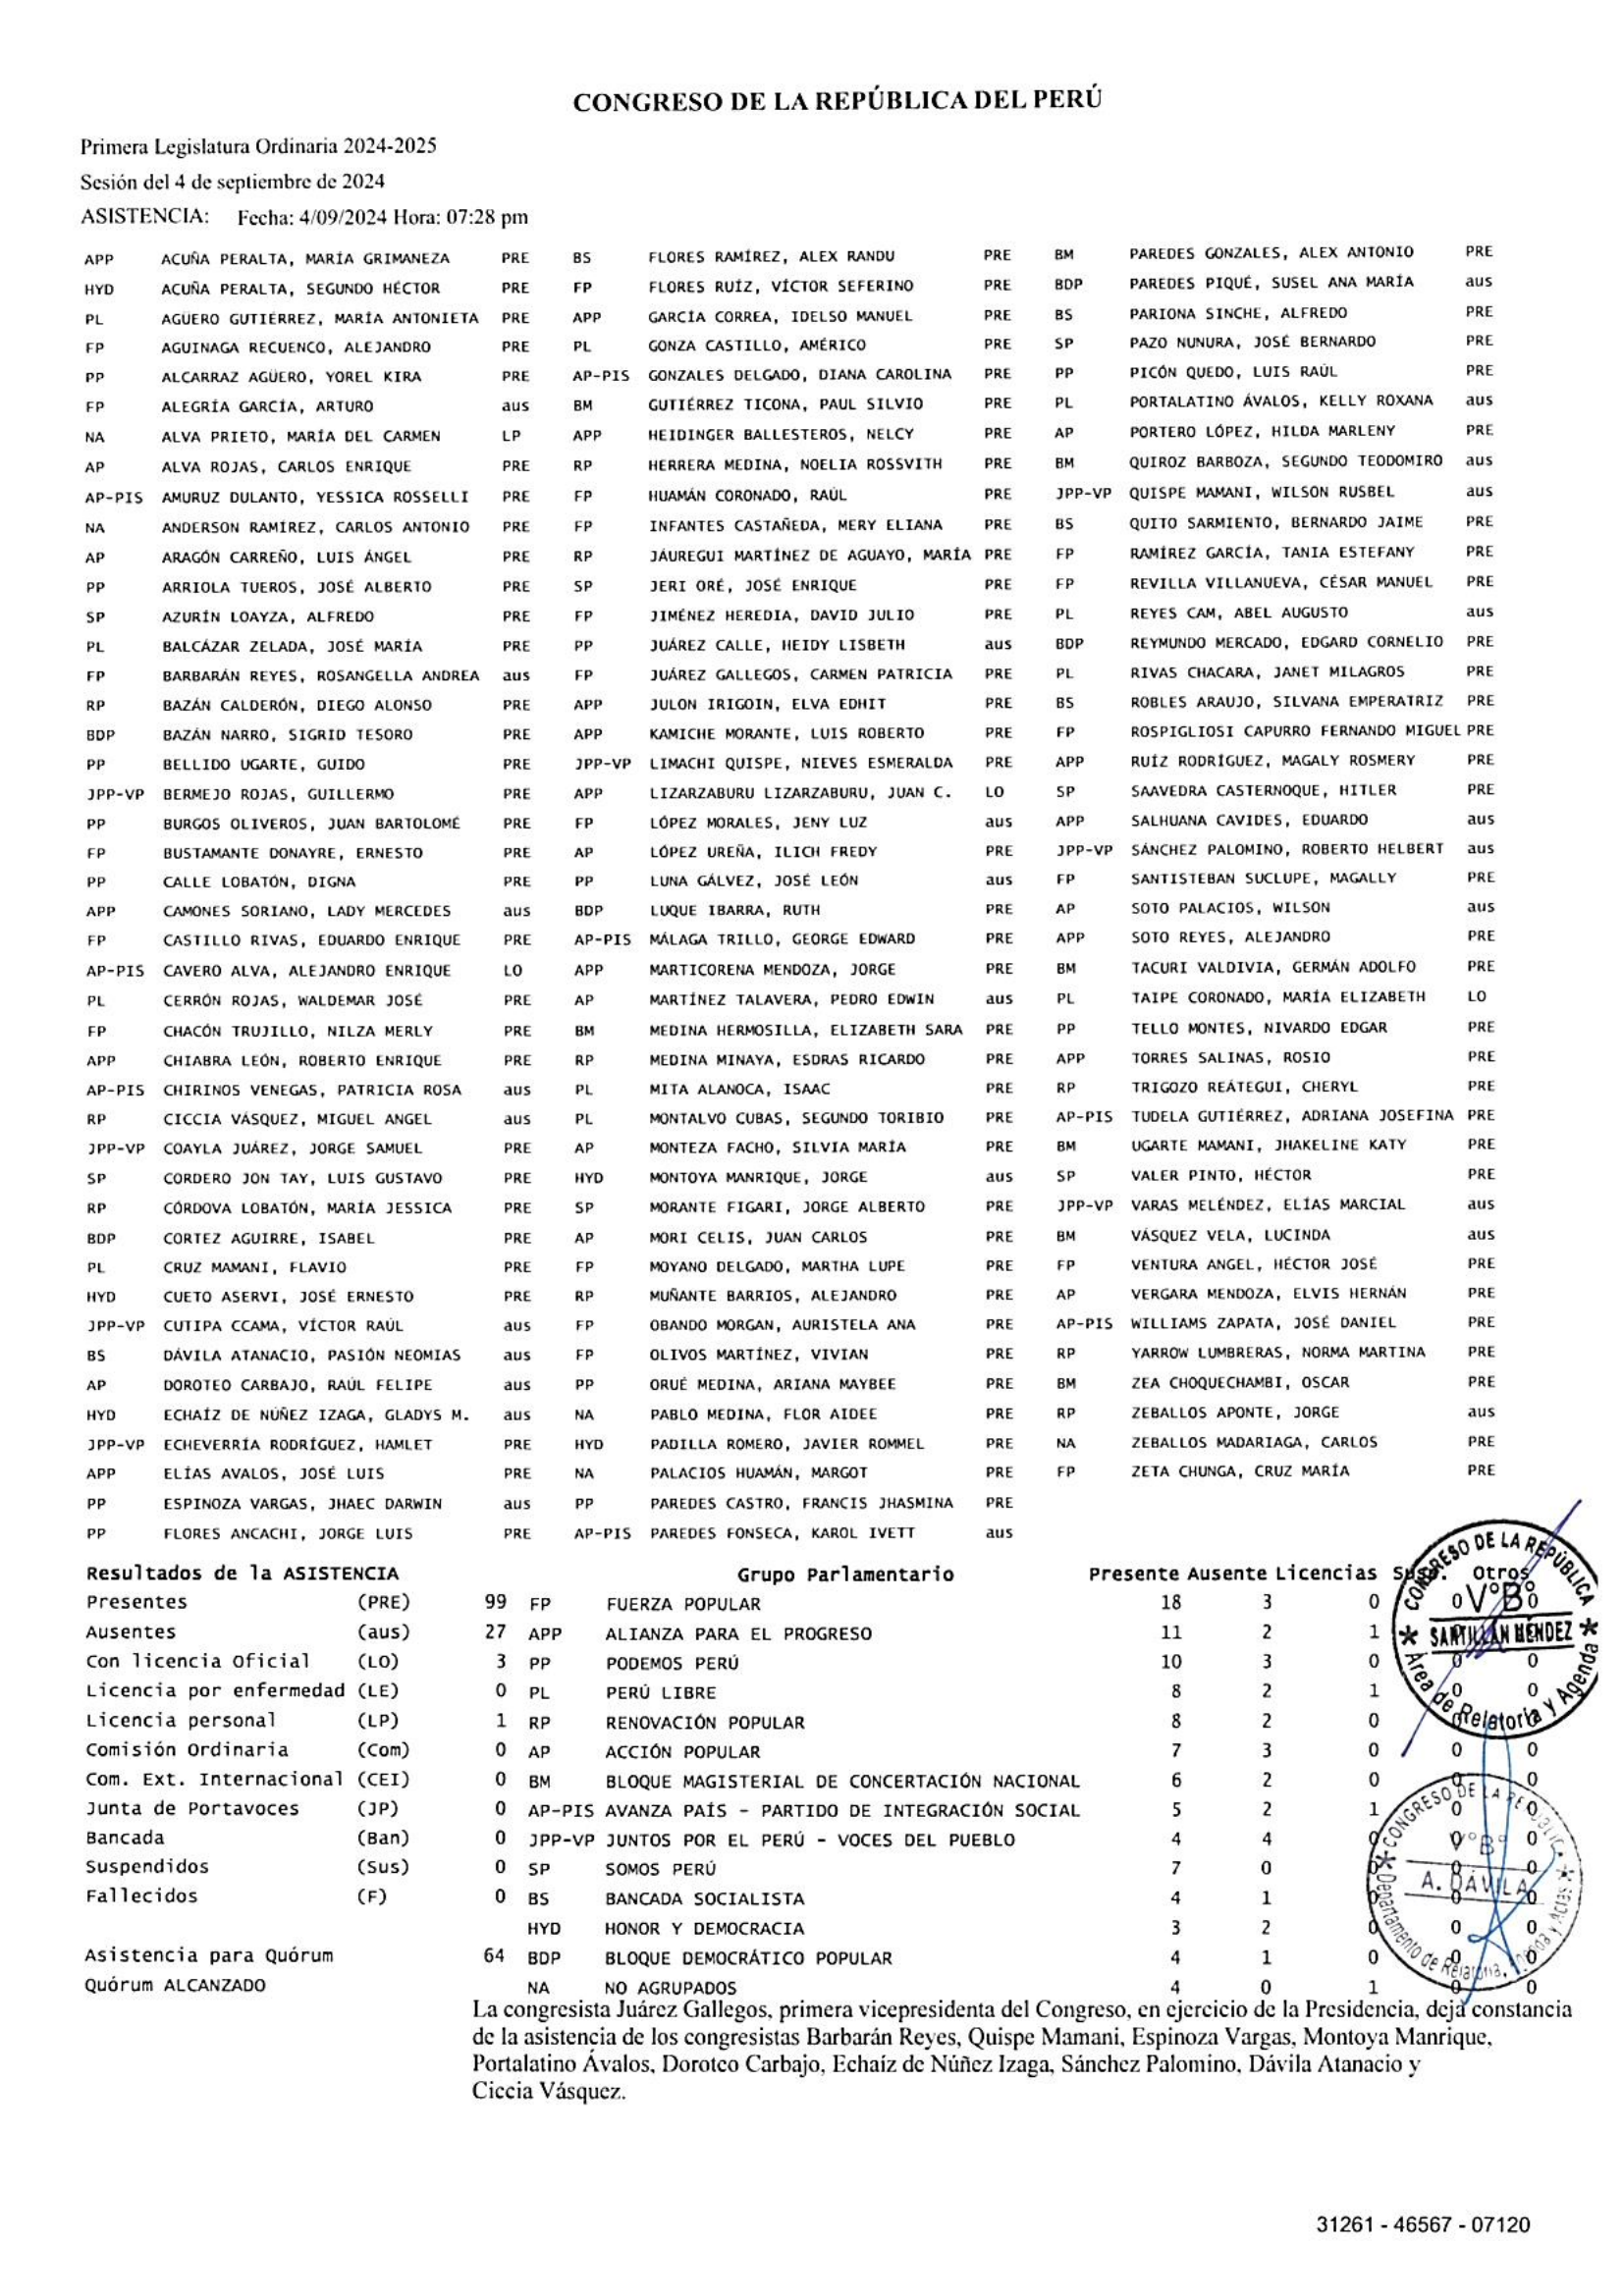 CONGRESO DE LA REPÚBLICA DEL PERÚ
Primera Legislatura Ordinaria 2024-2025
Sesión del 4 de septiembre de 2024
ASISTENCIA: Fecha: 4/09/2024 Hora: 07:28 pm
APP ACUÑA PERALTA, MARÍA GRIMANEZA PRE BS FLORES RAMÍREZ, ALEX RANDU PRE BM PAREDES GONZALES, ALEX ANTONIO PRE
HYD ACUÑA PERALTA, SEGUNDO HÉCTOR PRE FP FLORES RUÍZ, VÍCTOR SEFERINO PRE BDP PAREDES PIQUÉ, SUSEL ANA MARÍA aus
PL AGÜERO GUTIÉRREZ, MARÍA ANTONIETA PRE APP GARCÍA CORREA, IDELSO MANUEL PRE BS PARIONA SINCHE, ALFREDO PRE
FP AGUINAGA RECUENCO, ALEJANDRO PRE PL GONZA CASTILLO, AMÉRICO PRE SP PAZO NUNURA, JOSÉ BERNARDO PRE
PP ALCARRAZ AGÜERO, YOREL KIRA PRE AP-PIS GONZALES DELGADO, DIANA CAROLINA PRE PP PICÓN QUEDO, LUIS RAÚL PRE
FP ALEGRÍA GARCÍA, ARTURO aus BM GUTIÉRREZ TICONA, PAUL SILVIO PRE PL PORTALATINO ÁVALOS, KELLY ROXANA aus
NA ALVA PRIETO, MARÍA DEL CARMEN LP APP HEIDINGER BALLESTEROS, NELCY PRE AP PORTERO LÓPEZ, HILDA MARLENY PRE
AP ALVA ROJAS, CARLOS ENRIQUE PRE RP HERRERA MEDINA, NOELIA ROSSVITH PRE BM QUIROZ BARBOZA, SEGUNDO TEODOMIRO aus
AP-PIS AMURUZ DULANTO, YESSICA ROSSELLI PRE FP HUAMÁN CORONADO, RAÚL PRE JPP-VP QUISPE MAMANI, WILSON RUSBEL aus
NA ANDERSON RAMÍREZ, CARLOS ANTONIO PRE FP INFANTES CASTAÑEDA, MERY ELIANA PRE BS QUITO SARMIENTO, BERNARDO JAIME PRE
AP ARAGÓN CARREÑO, LUIS ÁNGEL PRE RP JÁUREGUI MARTÍNEZ DE AGUAYO, MARÍA PRE FP RAMÍREZ GARCÍA, TANIA ESTEFANY PRE
PP ARRIOLA TUEROS, JOSÉ ALBERTO PRE SP JERI ORÉ, JOSÉ ENRIQUE PRE FP REVILLA VILLANUEVA, CÉSAR MANUEL PRE
SP AZURÍN LOAYZA, ALFREDO PRE FP JIMÉNEZ HEREDIA, DAVID JULIO PRE PL REYES CAM, ABEL AUGUSTO aus
PL BALCÁZAR ZELADA, JOSÉ MARÍA PRE PP JUÁREZ CALLE, HEIDY LISBETH aus BDP REYMUNDO MERCADO, EDGARD CORNELIO PRE
FP BARBARÁN REYES, ROSANGELLA ANDREA aus FP JUÁREZ GALLEGOS, CARMEN PATRICIA PRE PL RIVAS CHACARA, JANET MILAGROS PRE
RP BAZÁN CALDERÓN, DIEGO ALONSO PRE APP JULON IRIGOIN, ELVA EDHIT PRE BS ROBLES ARAUJO, SILVANA EMPERATRIZ PRE
BDP BAZÁN NARRO, SIGRID TESORO PRE APP KAMICHE MORANTE, LUIS ROBERTO PRE FP ROSPIGLIOSI CAPURRO FERNANDO MIGUEL PRE
PP BELLIDO UGARTE, GUIDO PRE JPP-VP LIMACHI QUISPE, NIEVES ESMERALDA PRE APP RUÍZ RODRÍGUEZ, MAGALY ROSMERY PRE
JPP-VP BERMEJO ROJAS, GUILLERMO PRE APP LIZARZABURU LIZARZABURU, JUAN C. LO SP SAAVEDRA CASTERNOQUE, HITLER PRE
PP BURGOS OLIVEROS, JUAN BARTOLOMÉ PRE FP LÓPEZ MORALES, JENY LUZ aus APP SALHUANA CAVIDES, EDUARDO aus
FP BUSTAMANTE DONAYRE, ERNESTO PRE AP LÓPEZ UREÑA, ILICH FREDY PRE JPP-VP SÁNCHEZ PALOMINO, ROBERTO HELBERT aus
PP CALLE LOBATÓN, DIGNA PRE PP LUNA GÁLVEZ, JOSÉ LEÓN aus FP SANTISTEBAN SUCLUPE, MAGALLY PRE
APP CAMONES SORIANO, LADY MERCEDES aus BDP LUQUE IBARRA, RUTH PRE AP SOTO PALACIOS, WILSON aus
FP CASTILLO RIVAS, EDUARDO ENRIQUE PRE AP-PIS MÁLAGA TRILLO, GEORGE EDWARD PRE APP SOTO REYES, ALEJANDRO PRE
AP-PIS CAVERO ALVA, ALEJANDRO ENRIQUE LO APP MARTICORENA MENDOZA, JORGE PRE BM TACURI VALDIVIA, GERMÁN ADOLFO PRE
PL CERRÓN ROJAS, WALDEMAR JOSÉ PRE AP MARTÍNEZ TALAVERA, PEDRO EDWIN aus PL TAIPE CORONADO, MARÍA ELIZABETH LO
FP CHACÓN TRUJILLO, NILZA MERLY PRE BM MEDINA HERMOSILLA, ELIZABETH SARA PRE PP TELLO MONTES, NIVARDO EDGAR PRE
APP CHIABRA LEÓN, ROBERTO ENRIQUE PRE RP MEDINA MINAYA, ESDRAS RICARDO PRE APP TORRES SALINAS, ROSIO PRE
AP-PIS CHIRINOS VENEGAS, PATRICIA ROSA aus PL MITA ALANOCA, ISAAC PRE RP TRIGOZO REÁTEGUI, CHERYL PRE
RP CICCIA VÁSQUEZ, MIGUEL ANGEL aus PL MONTALVO CUBAS, SEGUNDO TORIBIO PRE AP-PIS TUDELA GUTIÉRREZ, ADRIANA JOSEFINA PRE
JPP-VP COAYLA JUÁREZ, JORGE SAMUEL PRE AP MONTEZA FACHO, SILVIA MARÍA PRE BM UGARTE MAMANI, JHAKELINE KATY PRE
SP CORDERO JON TAY, LUIS GUSTAVO PRE HYD MONTOYA MANRIQUE, JORGE aus SP VALER PINTO, HÉCTOR PRE
RP CÓRDOVA LOBATÓN, MARÍA JESSICA PRE SP MORANTE FIGARI, JORGE ALBERTO PRE JPP-VP VARAS MELÉNDEZ, ELÍAS MARCIAL aus
BDP CORTEZ AGUIRRE, ISABEL PRE AP MORI CELIS, JUAN CARLOS PRE BM VÁSQUEZ VELA, LUCINDA aus
PL CRUZ MAMANI, FLAVIO PRE FP MOYANO DELGADO, MARTHA LUPE PRE FP VENTURA ANGEL, HÉCTOR JOSÉ PRE
HYD CUETO ASERVI, JOSÉ ERNESTO PRE RP MUÑANTE BARRIOS, ALEJANDRO PRE AP VERGARA MENDOZA, ELVIS HERNÁN PRE
JPP-VP CUTIPA CCAMA, VÍCTOR RAÚL aus FP OBANDO MORGAN, AURISTELA ANA PRE AP-PIS WILLIAMS ZAPATA, JOSÉ DANIEL PRE
BS DÁVILA ATANACIO, PASIÓN NEOMIAS aus FP OLIVOS MARTÍNEZ, VIVIAN PRE RP YARROW LUMBRERAS, NORMA MARTINA PRE
AP DOROTEO CARBAJO, RAÚL FELIPE aus PP ORUÉ MEDINA, ARIANA MAYBEE PRE BM ZEA CHOQUECHAMBI, OSCAR PRE
HYD ECHAÍZ DE NÚÑEZ IZAGA, GLADYS M. aus NA PABLO MEDINA, FLOR AIDEE PRE RP ZEBALLOS APONTE, JORGE aus
JPP-VP ECHEVERRÍA RODRÍGUEZ, HAMLET PRE HYD PADILLA ROMERO, JAVIER ROMMEL PRE NA ZEBALLOS MADARIAGA, CARLOS PRE
APP ELÍAS AVALOS, JOSÉ LUIS PRE NA PALACIOS HUAMÁN, MARGOT PRE FP ZETA CHUNGA, CRUZ MARÍA PRE
PP ESPINOZA VARGAS, JHAEC DARWIN aus PP PAREDES CASTRO, FRANCIS JHASMINA PRE
PP FLORES ANCACHI, JORGE LUIS PRE AP-PIS PAREDES FONSECA, KAROL IVETT aus
Resultados de la ASISTENCIA Grupo Parlamentario Presente Ausente Licencias Susp. Otros
Presentes (PRE) 99 FP FUERZA POPULAR 18 3 0 0 0
Ausentes (aus) 27 APP ALIANZA PARA EL PROGRESO 11 2 1
Con licencia Oficial (LO) 3 PP PODEMOS PERÚ 10 3 0 0 0
Licencia por enfermedad (LE) 0 PL PERÚ LIBRE 8 2 1 0 0
Licencia personal (LP) 1 RP RENOVACIÓN POPULAR 8 2 0 0 0
Comisión Ordinaria (Com) 0 AP ACCIÓN POPULAR 7 3 0 0 0
Com. Ext. Internacional (CEI) 0 BM BLOQUE MAGISTERIAL DE CONCERTACIÓN NACIONAL 6 2 0 0 0
Junta de Portavoces (JP) 0 AP-PIS AVANZA PAÍS - PARTIDO DE INTEGRACIÓN SOCIAL 5 2 1 0 0
Bancada (Ban) 0 JPP-VP JUNTOS POR EL PERÚ - VOCES DEL PUEBLO 4 4 0 0 0
Suspendidos (Sus) 0 SP SOMOS PERÚ 7 0 0 0 0
Fallecidos (F) 0 BS BANCADA SOCIALISTA 4 1 0 0 0
HYD HONOR Y DEMOCRACIA 3 2 0 0 0
Asistencia para Quórum 64 BDP BLOQUE DEMOCRÁTICO POPULAR 4 1 0 0 0
Quórum ALCANZADO NA NO AGRUPADOS 4 0 1 0 0
CONGRESO DE LA REPÚBLICA
V°B°
SANTILLÁN MÉNDEZ
Área de Relatoría y Agenda
CONGRESO DE LA REPÚBLICA
V°B°
A. DÁVILA
Departamento de Relatoría, Agenda y Actas
La congresista Juárez Gallegos, primera vicepresidenta del Congreso, en ejercicio de la Presidencia, deja constancia
de la asistencia de los congresistas Barbarán Reyes, Quispe Mamani, Espinoza Vargas, Montoya Manrique,
Portalatino Ávalos, Doroteo Carbajo, Echaíz de Núñez Izaga, Sánchez Palomino, Dávila Atanacio y
Ciccia Vásquez.
31261 - 46567 - 07120